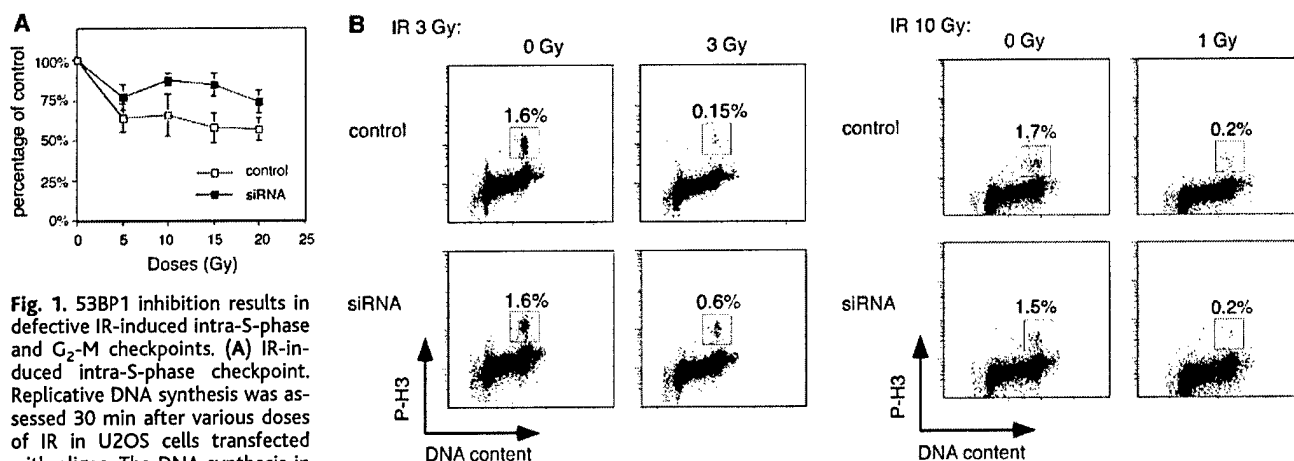 A
percentage of control
100%
75%
50%
25%
0%
0 5 10 15 20 25
Doses (Gy)
control
siRNA
Fig. 1. 53BP1 inhibition results in
defective IR-induced intra-S-phase
and G₂-M checkpoints. (A) IR-in-
duced intra-S-phase checkpoint.
Replicative DNA synthesis was as-
sessed 30 min after various doses
of IR in U2OS cells transfected
B
IR 3 Gy:
0 Gy 3 Gy
control
1.6% 0.15%
siRNA
1.6% 0.6%
P-H3
DNA content
IR 10 Gy:
0 Gy 1 Gy
control
1.7% 0.2%
siRNA
1.5% 0.2%
P-H3
DNA content